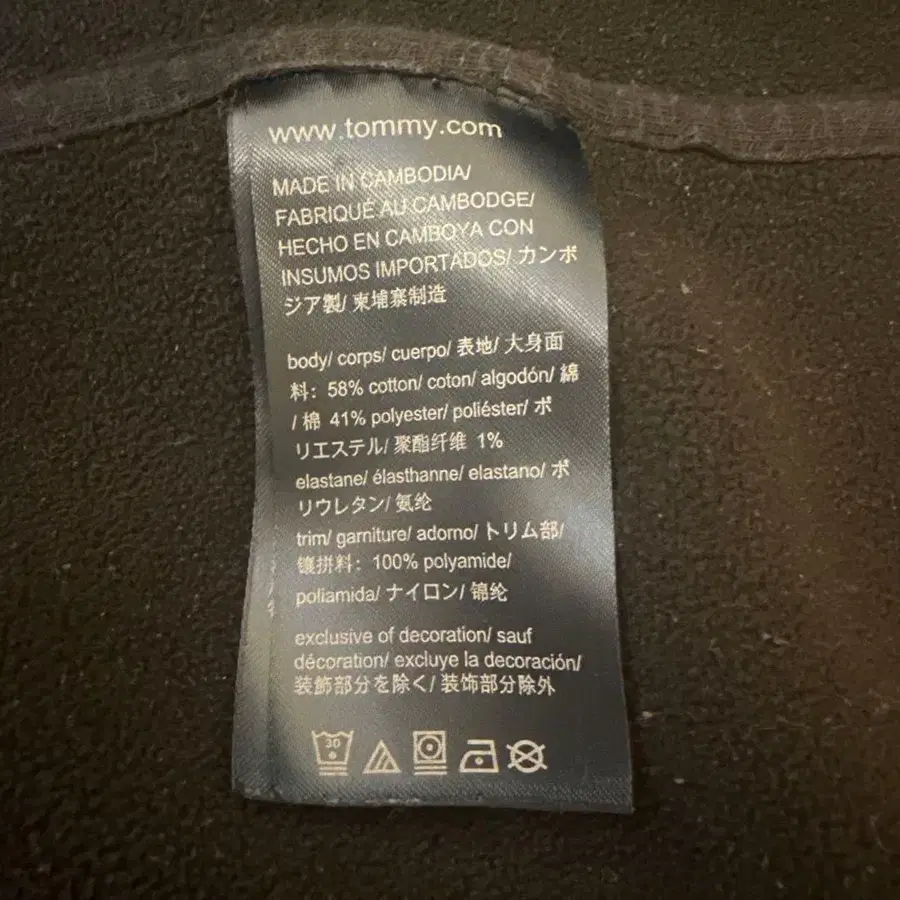 www.tommy.com
MADE IN CAMBODIA/
FABRIQUÉ AU CAMBODGE/
HECHO EN CAMBOYA CON
INSUMOS IMPORTADOS/ カンボ
ジア製/ 柬埔寨制造
body/ corps/ cuerpo/ 表地/ 大身面
料: 58% cotton/ coton/ algodón/ 綿
/ 棉 41% polyester/ poliéster/ ポ
リエステル/ 聚酯纤维 1%
elastane/ élasthanne/ elastano/ ポ
リウレタン/ 氨纶
trim/ garniture/ adorno/ トリム部/
镶拼料: 100% polyamide/
poliamida/ ナイロン/ 锦纶
exclusive of decoration/ sauf
décoration/ excluye la decoración/
装飾部分を除く/ 装饰部分除外
30